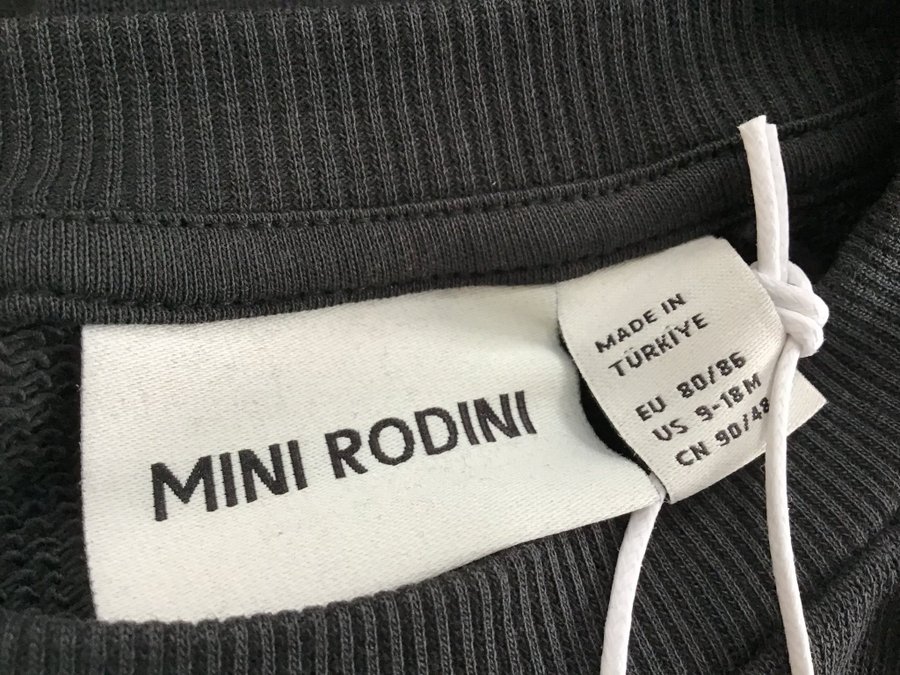 MINI RODINI
MADE IN
TÜRKİYE
EU 80/86
US 9-18M
CN 90/48